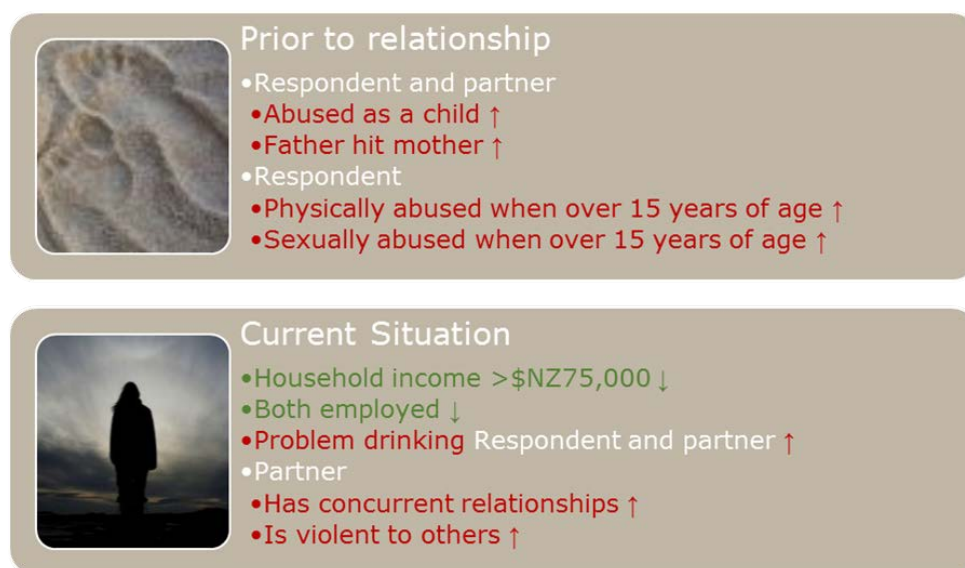 Prior to relationship
•Respondent and partner
•Abused as a child ↑
•Father hit mother ↑
•Respondent
•Physically abused when over 15 years of age ↑
•Sexually abused when over 15 years of age ↑
Current Situation
•Household income >$NZ75,000 ↓
•Both employed ↓
•Problem drinking Respondent and partner ↑
•Partner
•Has concurrent relationships ↑
•Is violent to others ↑